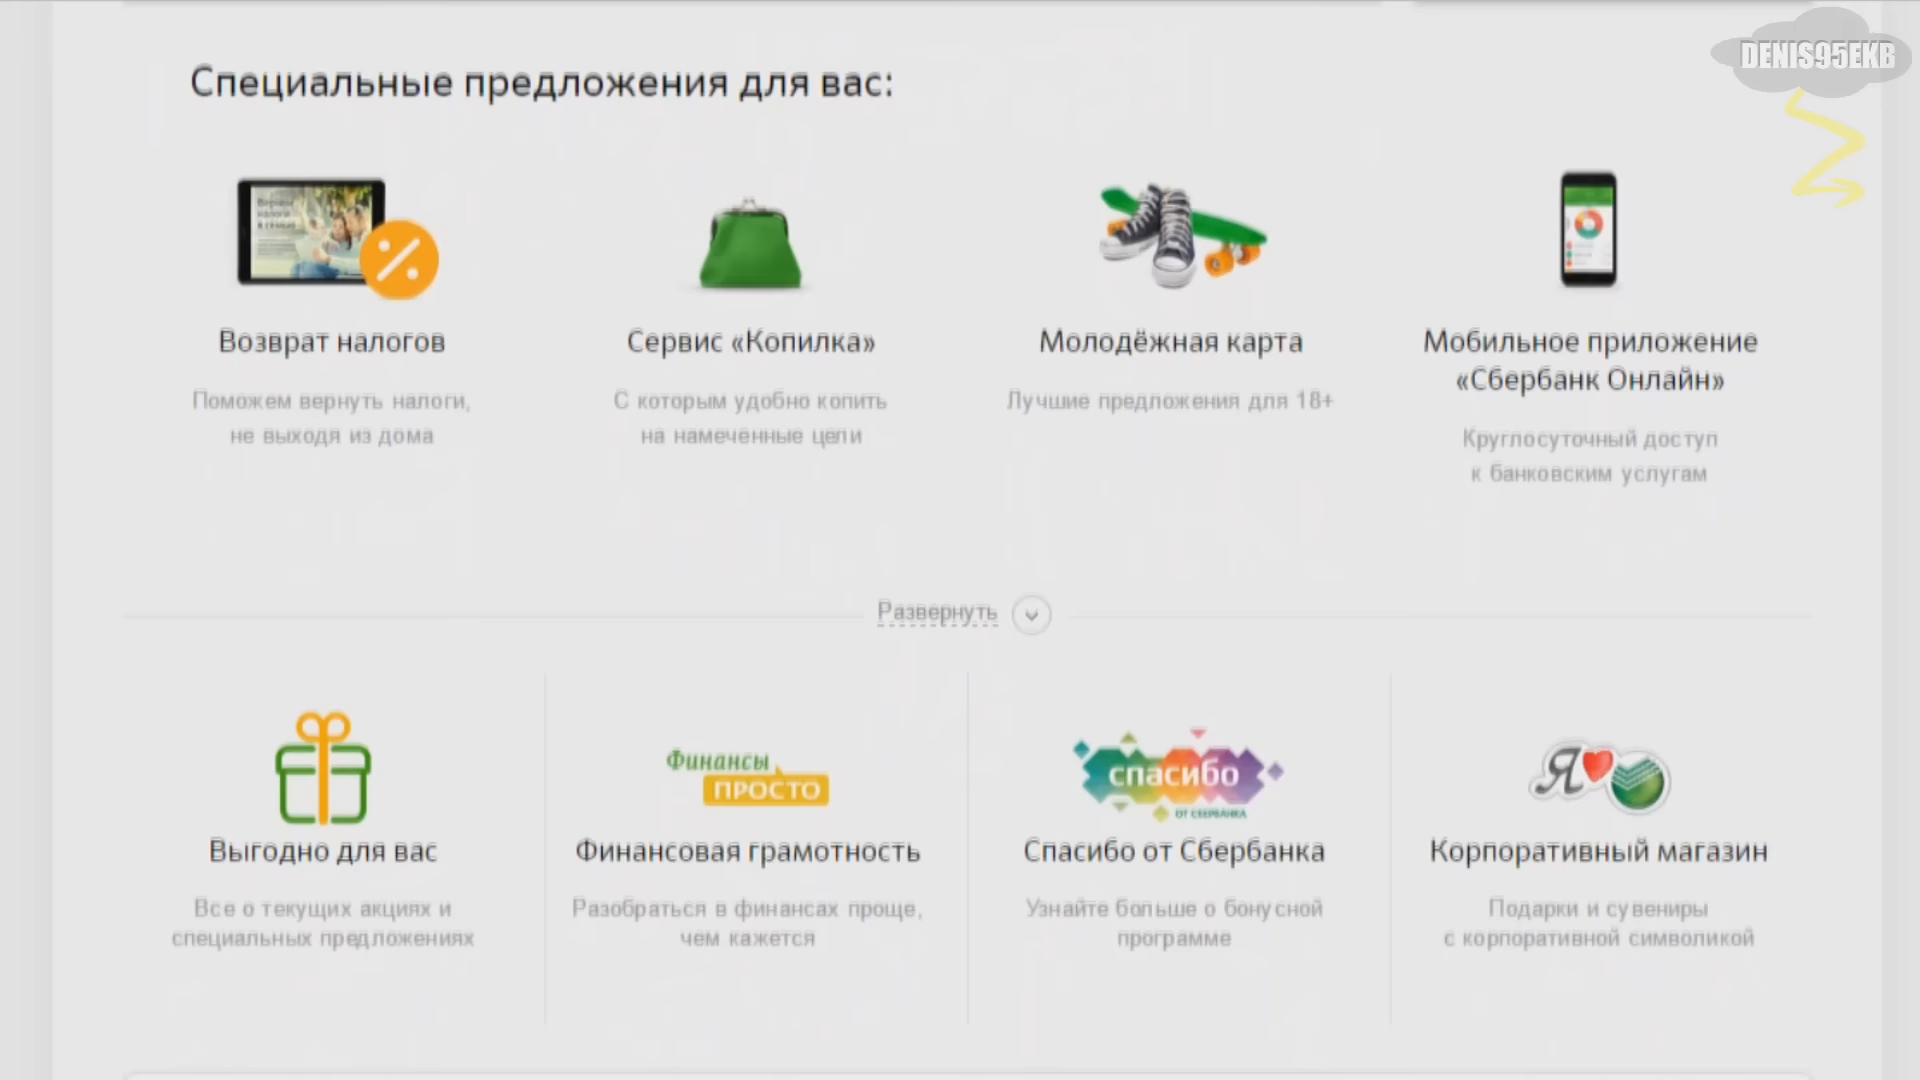 DENIS95EKB
Специальные предложения для вас:
Возврат налогов
Поможем вернуть налоги,
не выходя из дома
Сервис «Копилка»
С которым удобно копить
на намеченные цели
Молодёжная карта
Лучшие предложения для 18+
Мобильное приложение
«Сбербанк Онлайн»
Круглосуточный доступ
к банковским услугам
Развернуть
Финансы
ПРОСТО
спасибо
ОТ СБЕРБАНКА
Я
Выгодно для вас
Все о текущих акциях и
специальных предложениях
Финансовая грамотность
Разобраться в финансах проще,
чем кажется
Спасибо от Сбербанка
Узнайте больше о бонусной
программе
Корпоративный магазин
Подарки и сувениры
с корпоративной символикой